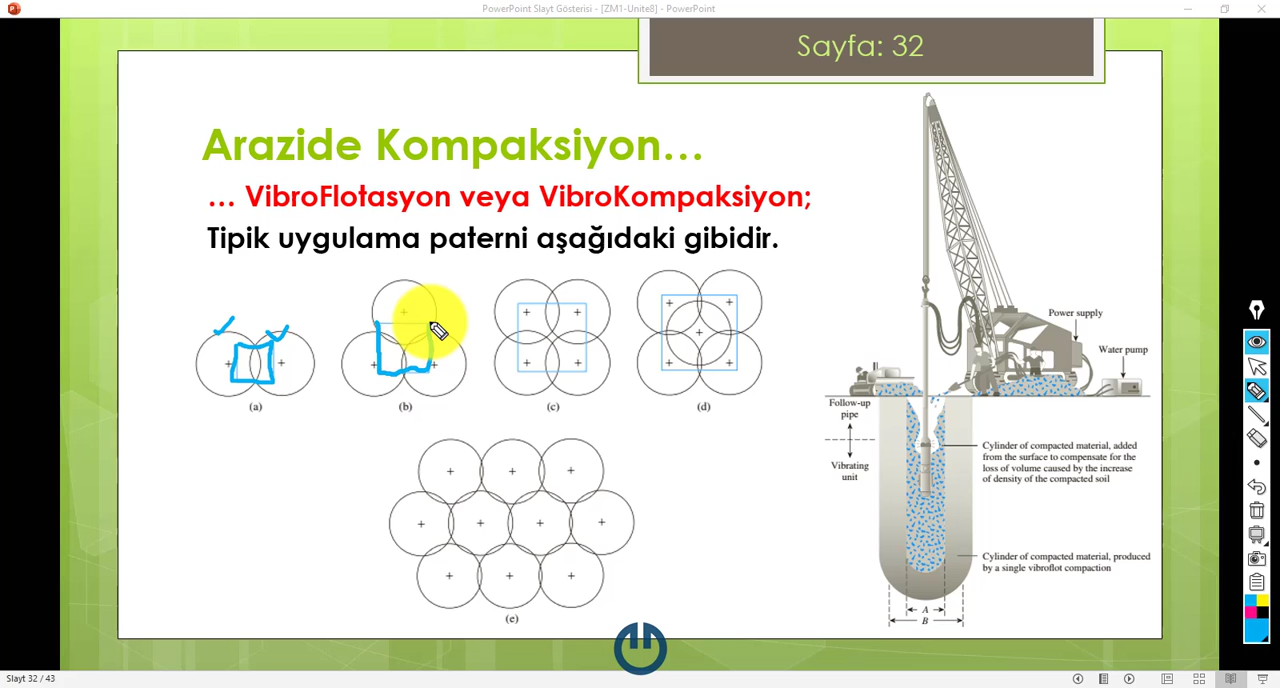 PowerPoint Slayt Gösterisi - [ZM1-Unite8] - PowerPoint
Sayfa: 32
Arazide Kompaksiyon...
... VibroFlotasyon veya VibroKompaksiyon;
Tipik uygulama paterni aşağıdaki gibidir.
(a)
(b)
(c)
(d)
(e)
Power supply
Water pump
Follow-up
pipe
Vibrating
unit
Cylinder of compacted material, added
from the surface to compensate for the
loss of volume caused by the increase
of density of the compacted soil
Cylinder of compacted material, produced
by a single vibroflot compaction
A
B
Slayt 32 / 43